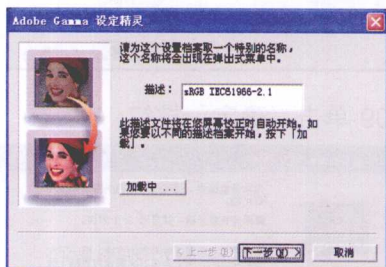 Adobe Gamma 设定精灵
请为这个设置档案取一个特别的名称，
这个名称将会出现在弹出式菜单中。
描述：
sRGB IEC61966-2.1
此描述文件将在您屏幕校正时自动开始。如
果您要以不同的描述档案开始，按下「加
载」。
加载中 ...
< 上一步(B)
下一步(N) >
取消